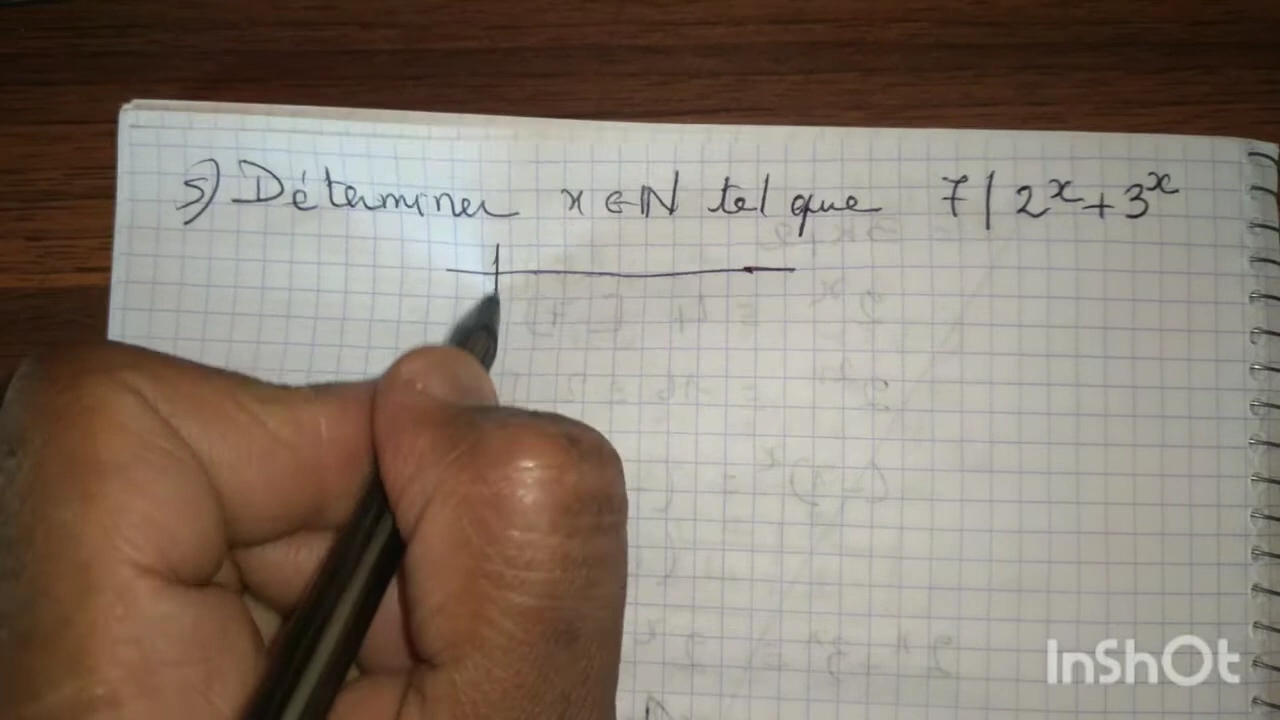 5) Déterminer x ∈ ℕ tel que 7 | 2^x + 3^x
InShOt